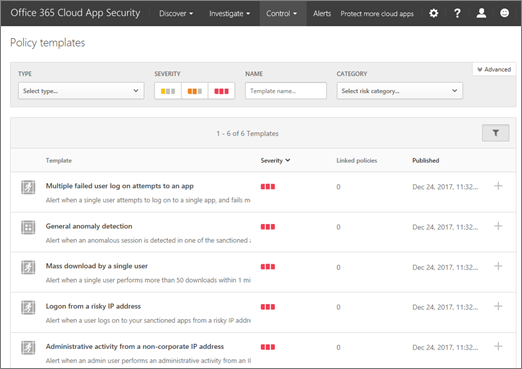 Office 365 Cloud App Security Discover Investigate Control Alerts Protect more cloud apps ?
Policy templates
Advanced
TYPE SEVERITY NAME CATEGORY
Select type... Template name... Select risk category...
1 - 6 of 6 Templates
Template Severity Linked policies Published
Multiple failed user log on attempts to an app 0 Dec 24, 2017, 11:32...
Alert when a single user attempts to log on to a single app, and fails m
General anomaly detection 0 Dec 24, 2017, 11:32...
Alert when an anomalous session is detected in one of the sanctioned a
Mass download by a single user 0 Dec 24, 2017, 11:32...
Alert when a single user performs more than 50 downloads within 1 mi
Logon from a risky IP address 0 Dec 24, 2017, 11:32...
Alert when a user logs on to your sanctioned apps from a risky IP addr
Administrative activity from a non-corporate IP address 0 Dec 24, 2017, 11:32...
Alert when an admin user performs an administrative activity from an I